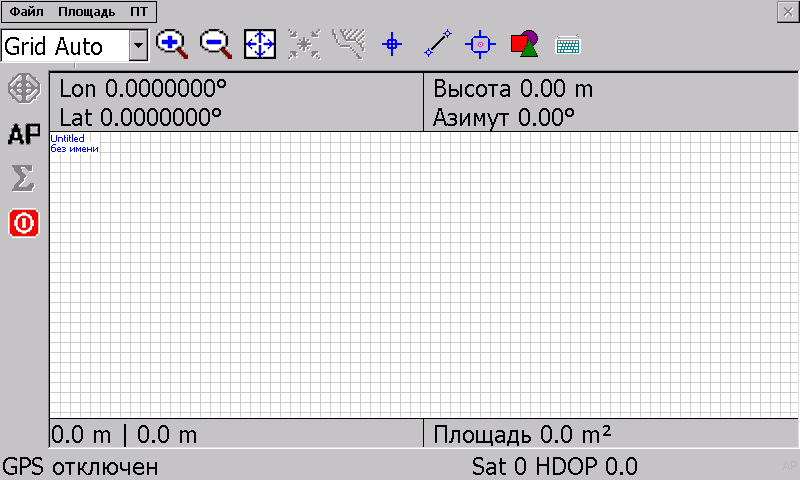 Файл Площадь ПТ
Grid Auto
Lon 0.0000000°
Lat 0.0000000°
Высота 0.00 m
Азимут 0.00°
AP
Σ
Untitled
без имени
0.0 m | 0.0 m
Площадь 0.0 m²
GPS отключен
Sat 0 HDOP 0.0
AP